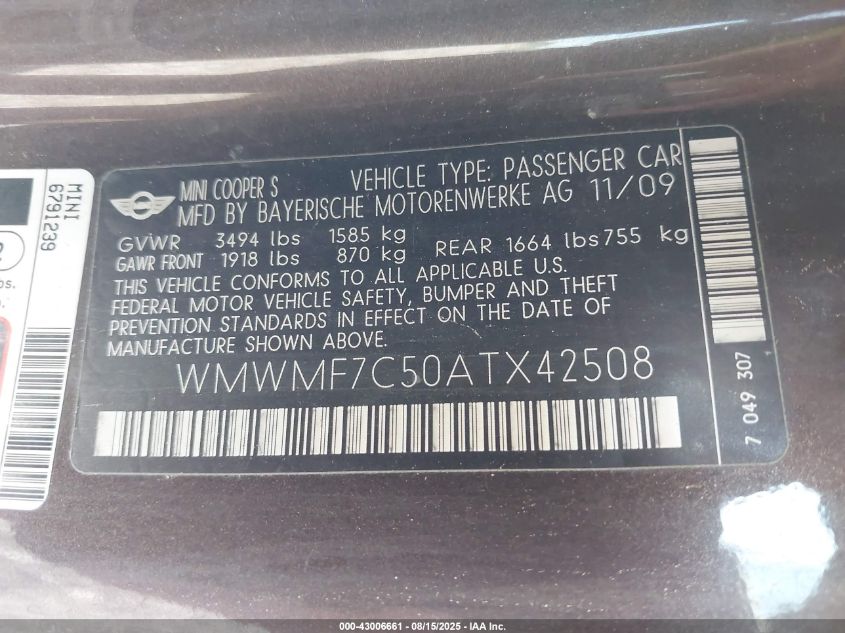 MINI COOPER S VEHICLE TYPE: PASSENGER CAR
MFD BY BAYERISCHE MOTORENWERKE AG 11/09
GVWR 3494 lbs 1585 kg
GAWR FRONT 1918 lbs 870 kg REAR 1664 lbs 755 kg
THIS VEHICLE CONFORMS TO ALL APPLICABLE U.S.
FEDERAL MOTOR VEHICLE SAFETY, BUMPER AND THEFT
PREVENTION STANDARDS IN EFFECT ON THE DATE OF
MANUFACTURE SHOWN ABOVE.
WMWMF7C50ATX42508
7 049 307
MINI
6791239
bs.
000-43006661 - 08/15/2025 - IAA Inc.